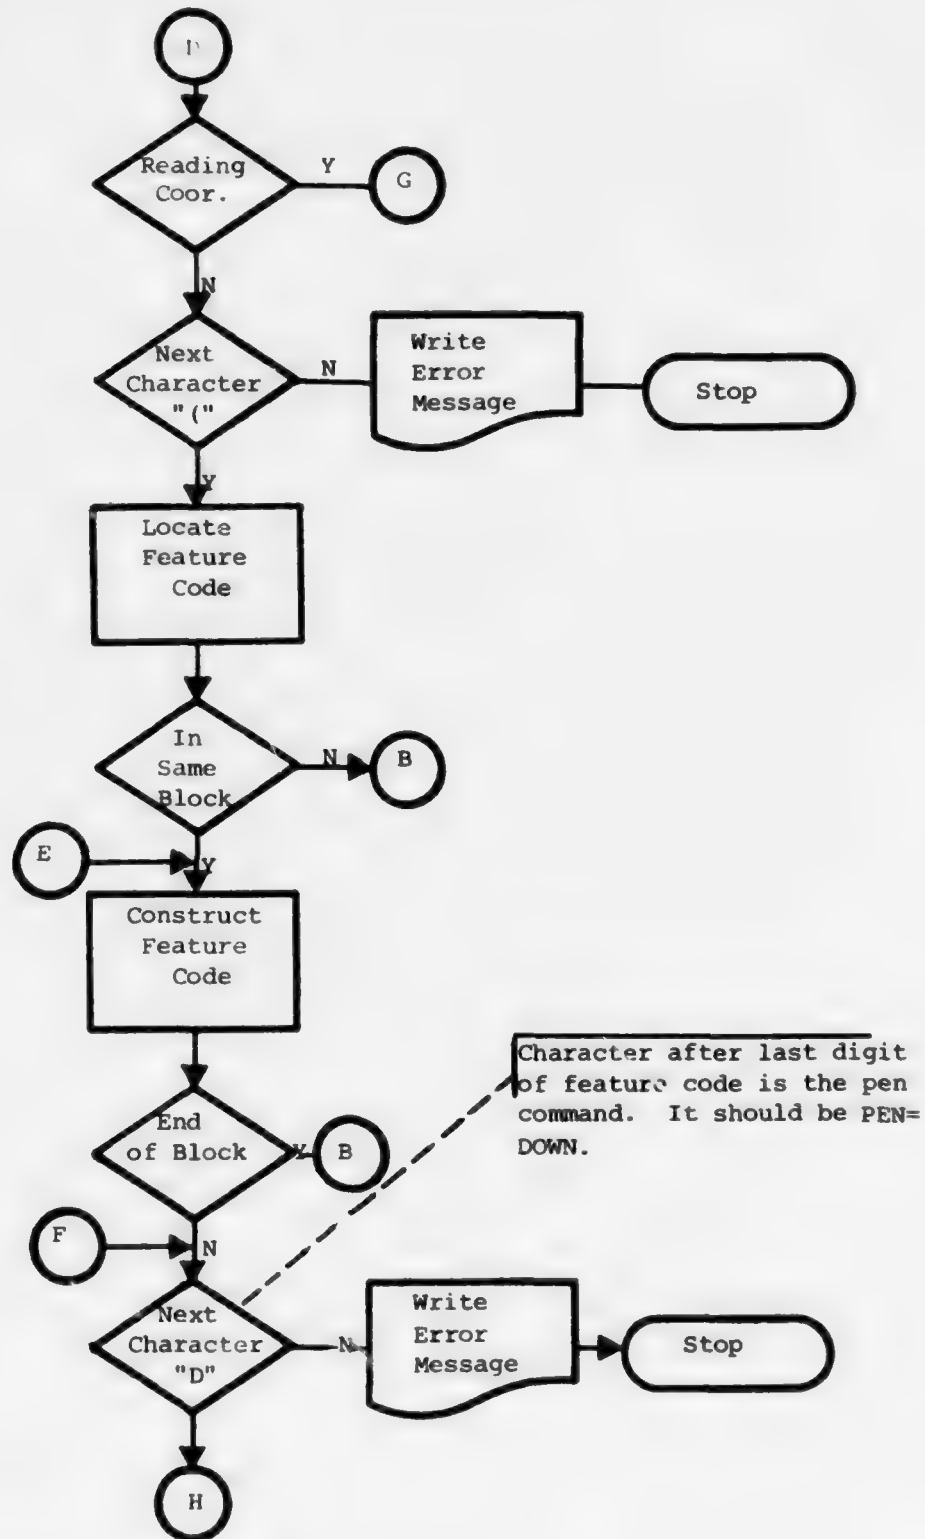 Reading
Coor.
Y
G
N
Next
Character
"("
N
Write
Error
Message
Stop
Y
Locate
Feature
Code
In
Same
Block
N
B
E
Y
Construct
Feature
Code
Character after last digit
of feature code is the pen
command. It should be PEN=
DOWN.
End
of Block
Y
B
F
N
Next
Character
"D"
N
Write
Error
Message
Stop
H